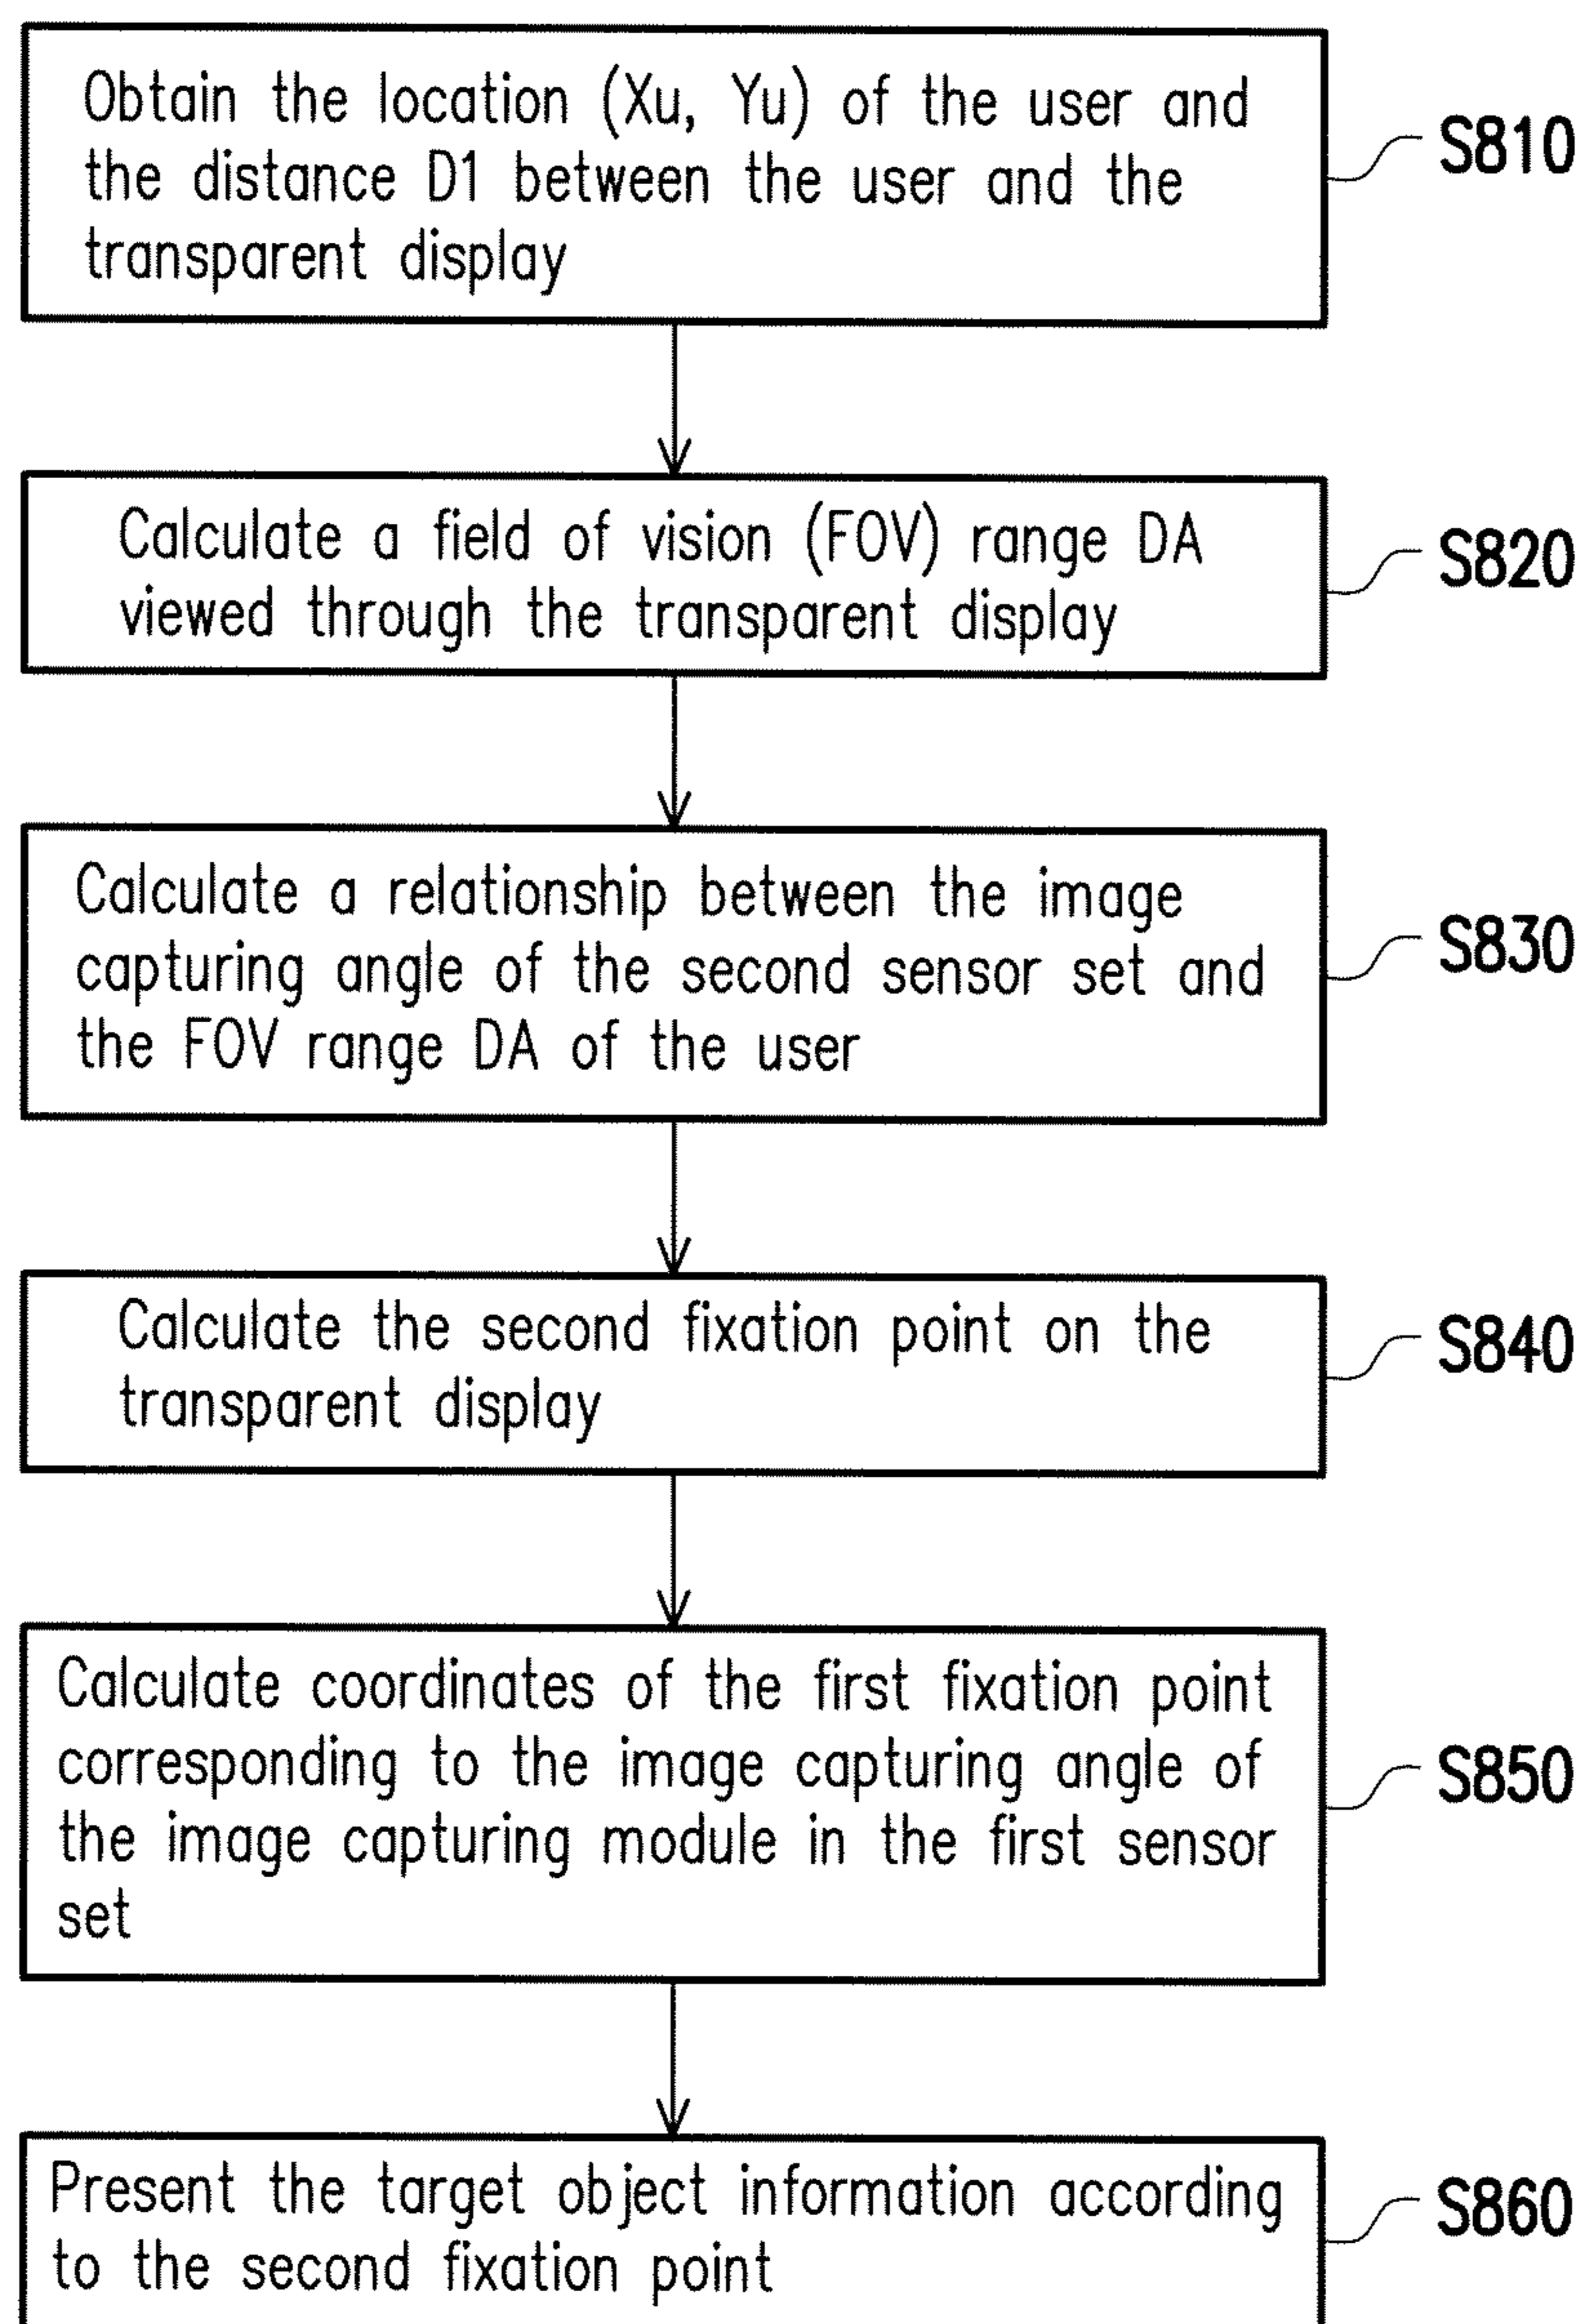 Obtain the location (Xu, Yu) of the user and
the distance D1 between the user and the
transparent display
S810
Calculate a field of vision (FOV) range DA
viewed through the transparent display
S820
Calculate a relationship between the image
capturing angle of the second sensor set and
the FOV range DA of the user
S830
Calculate the second fixation point on the
transparent display
S840
Calculate coordinates of the first fixation point
corresponding to the image capturing angle of
the image capturing module in the first sensor
set
S850
Present the target object information according
to the second fixation point
S860